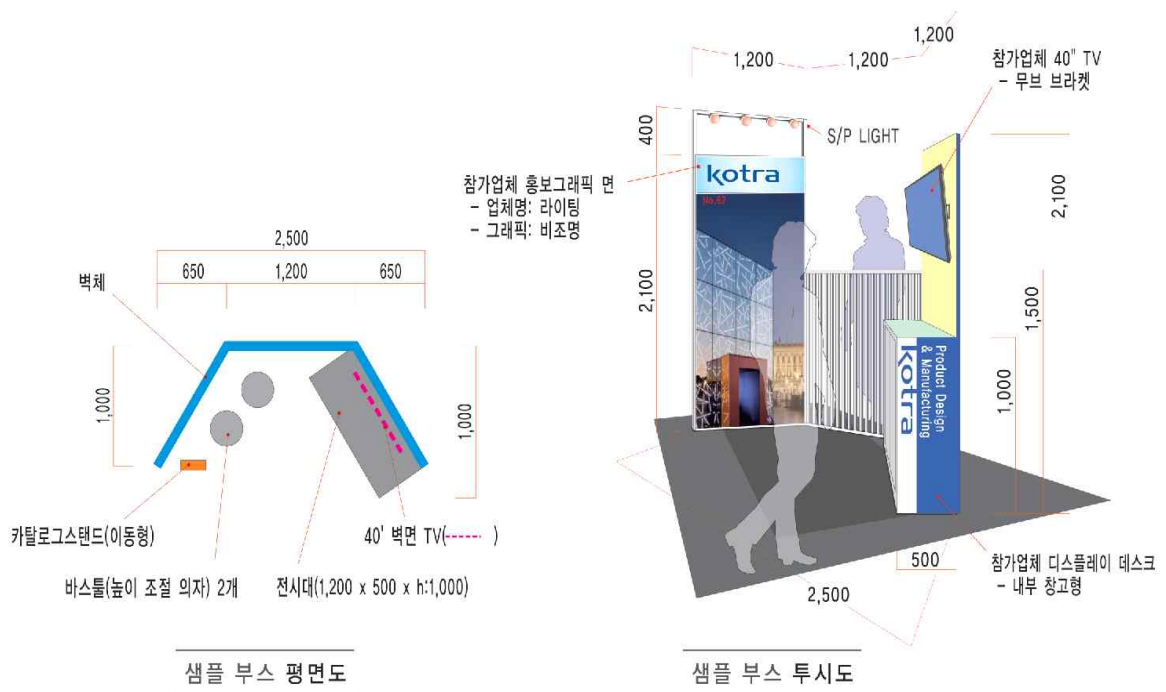 2,500
650
1,200
650
벽체
1,000
1,000
카탈로그스탠드(이동형)
40' 벽면 TV( )
바스툴(높이 조절 의자) 2개
전시대(1,200 x 500 x h:1,000)
샘플 부스 평면도
1,200
1,200
1,200
참가업체 40" TV
- 무브 브라켓
400
S/P LIGHT
참가업체 홍보그래픽 면
- 업체명: 라이팅
- 그래픽: 비조명
kotra
2,100
2,100
1,500
1,000
Product Design
& Manufacturing
kotra
500
2,500
참가업체 디스플레이 데스크
- 내부 창고형
샘플 부스 투시도